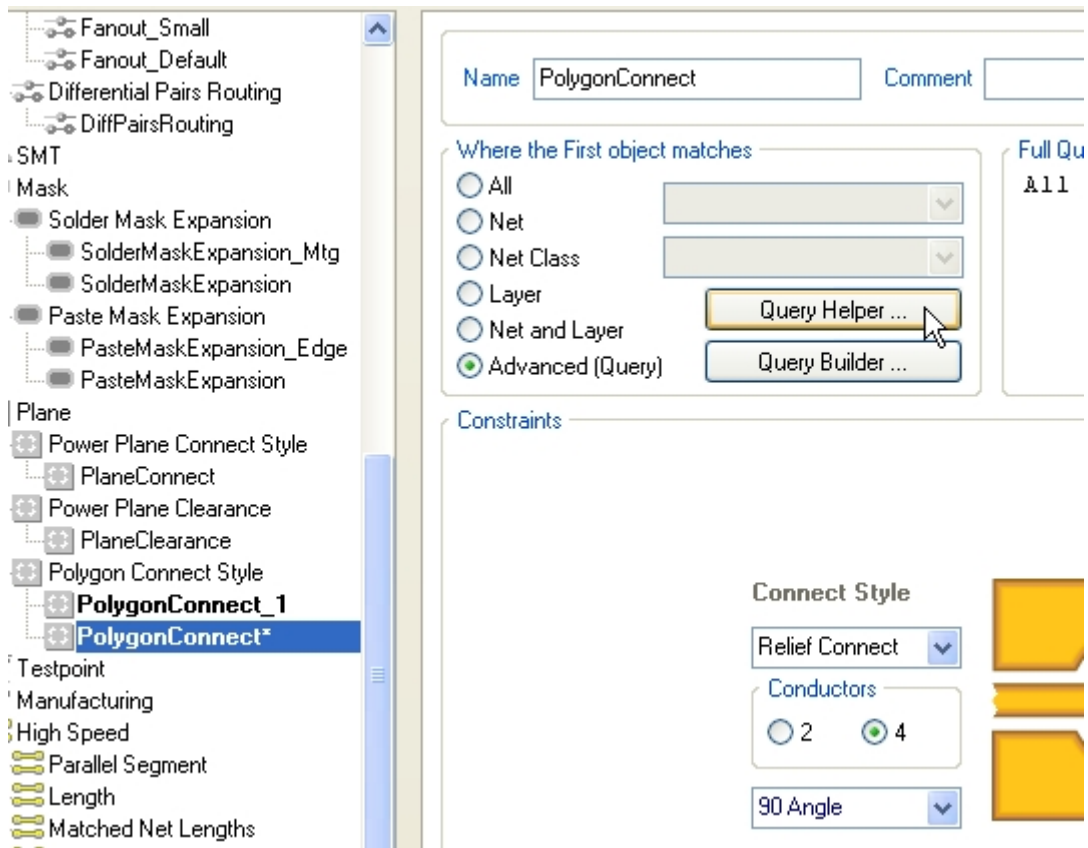 Fanout_Small
Fanout_Default
Differential Pairs Routing
DiffPairsRouting
SMT
Mask
Solder Mask Expansion
SolderMaskExpansion_Mtg
SolderMaskExpansion
Paste Mask Expansion
PasteMaskExpansion_Edge
PasteMaskExpansion
Plane
Power Plane Connect Style
PlaneConnect
Power Plane Clearance
PlaneClearance
Polygon Connect Style
PolygonConnect_1
PolygonConnect*
Testpoint
Manufacturing
High Speed
Parallel Segment
Length
Matched Net Lengths
Name PolygonConnect Comment
Where the First object matches
All
Net
Net Class
Layer
Net and Layer
Advanced (Query)
Query Helper ...
Query Builder ...
Full Qu
All
Constraints
Connect Style
Relief Connect
Conductors
2 4
90 Angle